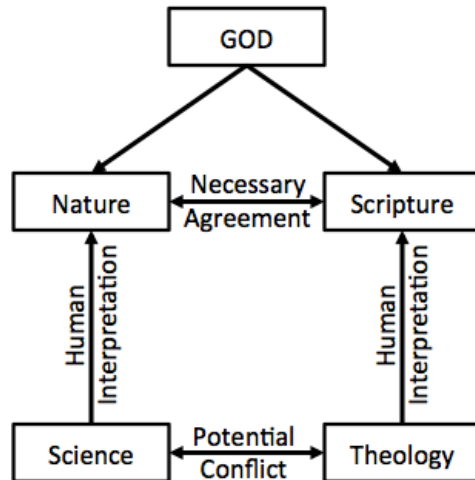 GOD
Nature
Necessary
Agreement
Scripture
Human
Interpretation
Human
Interpretation
Science
Potential
Conflict
Theology